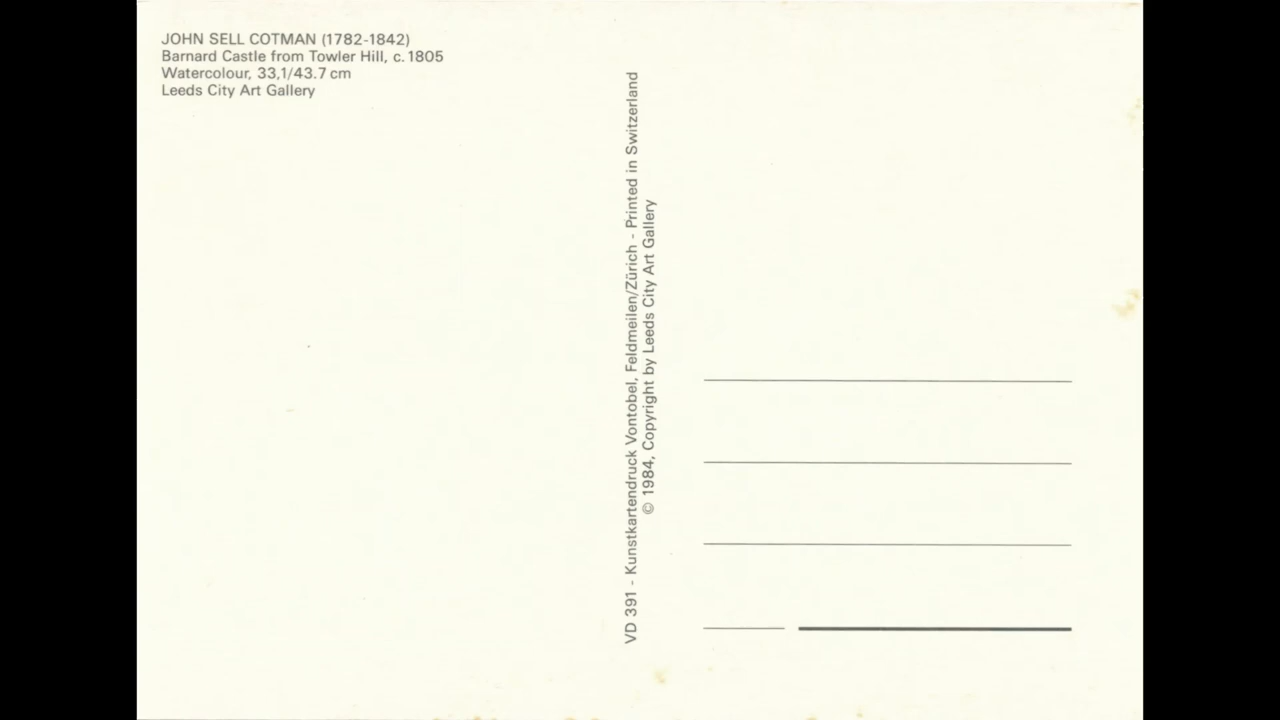 JOHN SELL COTMAN (1782-1842)
Barnard Castle from Towler Hill, c. 1805
Watercolour, 33,1/43.7 cm
Leeds City Art Gallery
VD 391 - Kunstkartendruck Vontobel, Feldmeilen/Zürich - Printed in Switzerland
© 1984, Copyright by Leeds City Art Gallery